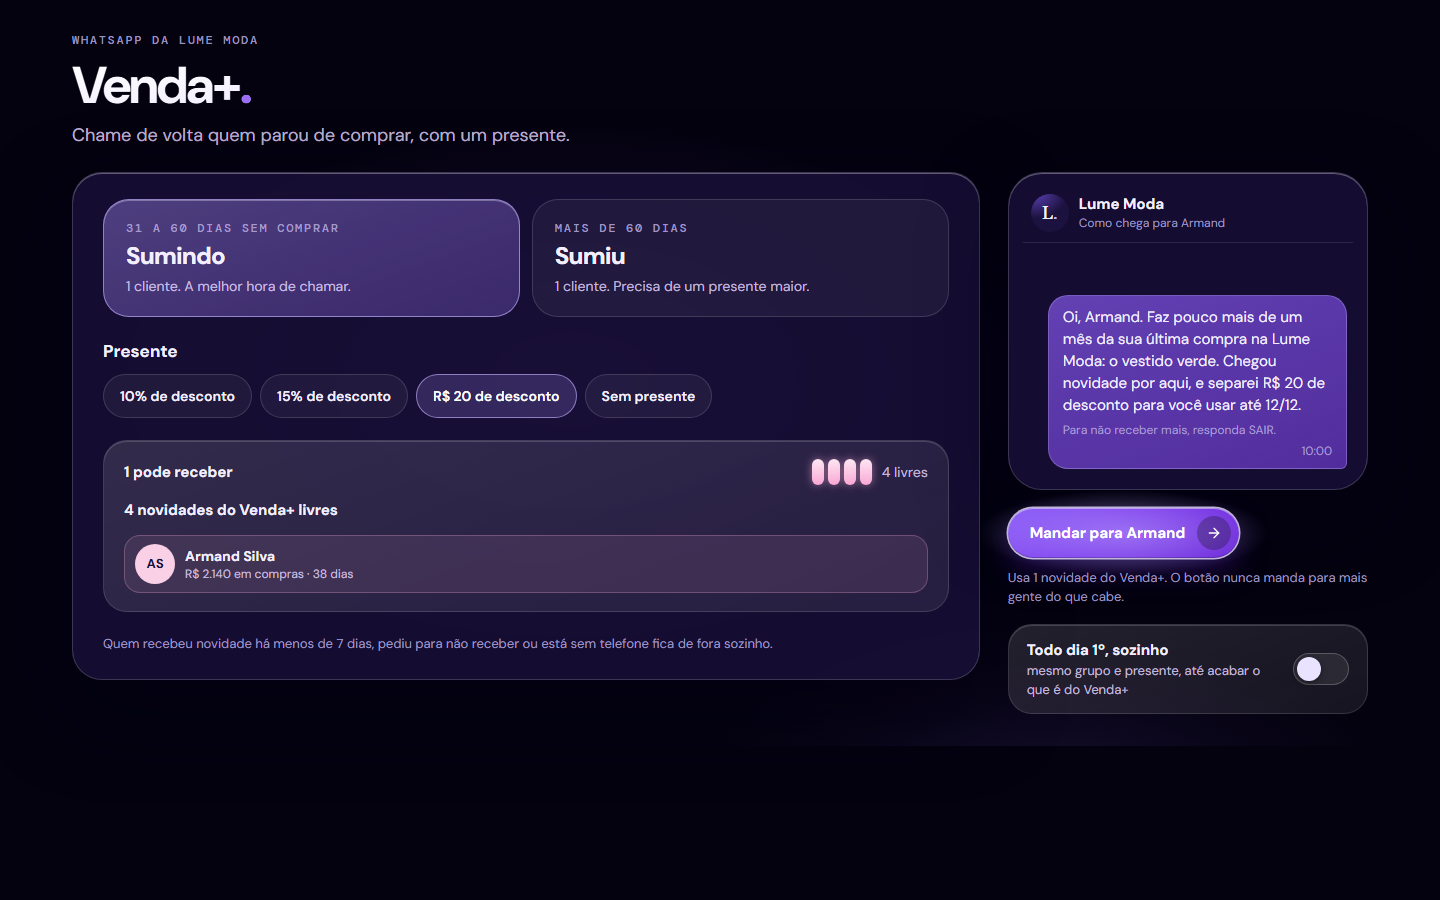 WHATSAPP DA LUME MODA
Venda+.
Chame de volta quem parou de comprar, com um presente.
31 A 60 DIAS SEM COMPRAR
Sumindo
1 cliente. A melhor hora de chamar.
MAIS DE 60 DIAS
Sumiu
1 cliente. Precisa de um presente maior.
Presente
10% de desconto
15% de desconto
R$ 20 de desconto
Sem presente
1 pode receber
4 livres
4 novidades do Venda+ livres
AS
Armand Silva
R$ 2.140 em compras · 38 dias
Quem recebeu novidade há menos de 7 dias, pediu para não receber ou está sem telefone fica de fora sozinho.
L.
Lume Moda
Como chega para Armand
Oi, Armand. Faz pouco mais de um
mês da sua última compra na Lume
Moda: o vestido verde. Chegou
novidade por aqui, e separei R$ 20 de
desconto para você usar até 12/12.
Para não receber mais, responda SAIR.
10:00
Mandar para Armand
Usa 1 novidade do Venda+. O botão nunca manda para mais
gente do que cabe.
Todo dia 1º, sozinho
mesmo grupo e presente, até acabar o
que é do Venda+